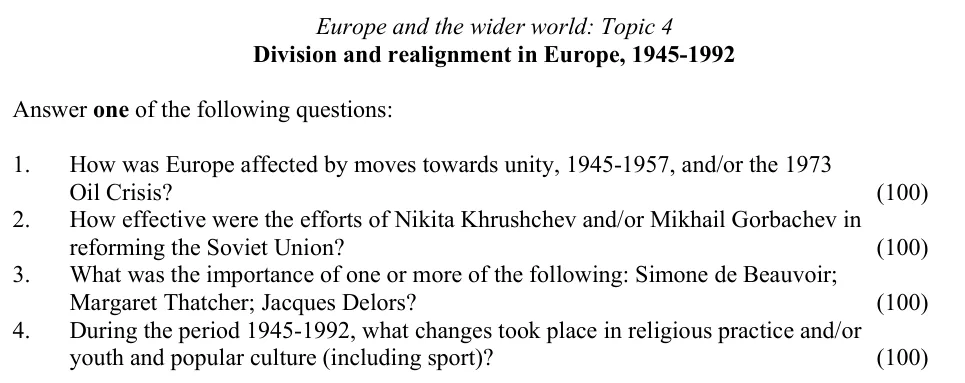 Europe and the wider world: Topic 4
Division and realignment in Europe, 1945-1992
Answer one of the following questions:
1. How was Europe affected by moves towards unity, 1945-1957, and/or the 1973
Oil Crisis? (100)
2. How effective were the efforts of Nikita Khrushchev and/or Mikhail Gorbachev in
reforming the Soviet Union? (100)
3. What was the importance of one or more of the following: Simone de Beauvoir;
Margaret Thatcher; Jacques Delors? (100)
4. During the period 1945-1992, what changes took place in religious practice and/or
youth and popular culture (including sport)? (100)